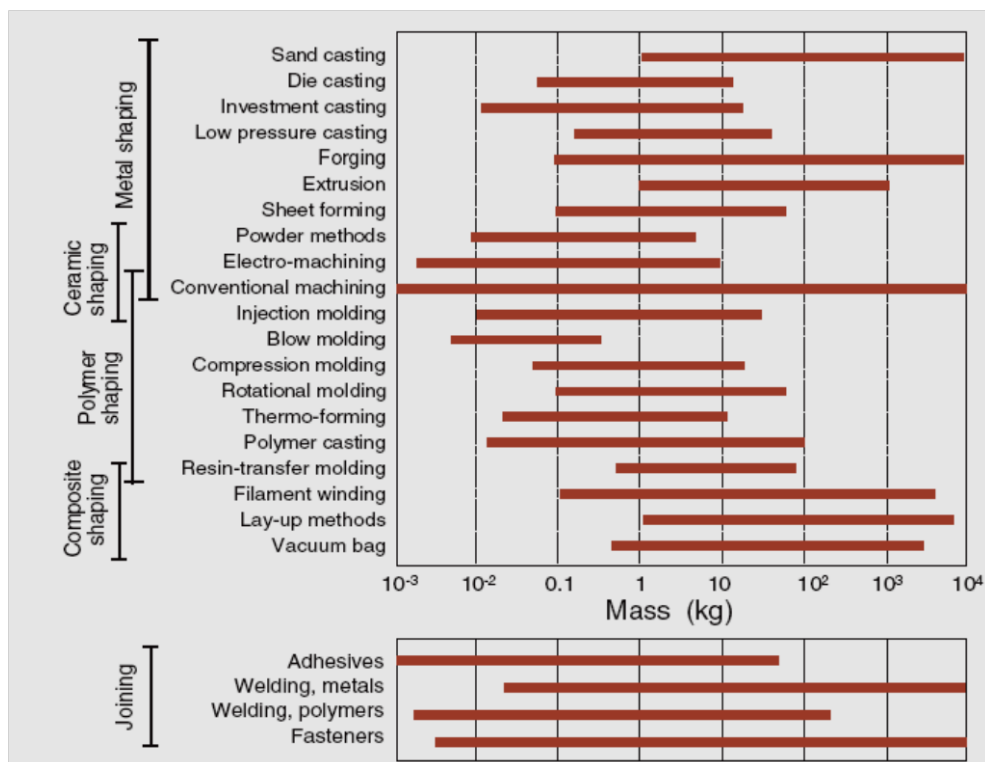 Metal shaping
Ceramic
shaping
Polymer
shaping
Composite
shaping
Sand casting
Die casting
Investment casting
Low pressure casting
Forging
Extrusion
Sheet forming
Powder methods
Electro-machining
Conventional machining
Injection molding
Blow molding
Compression molding
Rotational molding
Thermo-forming
Polymer casting
Resin-transfer molding
Filament winding
Lay-up methods
Vacuum bag
10⁻³ 10⁻² 0.1 1 10 10² 10³ 10⁴
Mass (kg)
Joining
Adhesives
Welding, metals
Welding, polymers
Fasteners